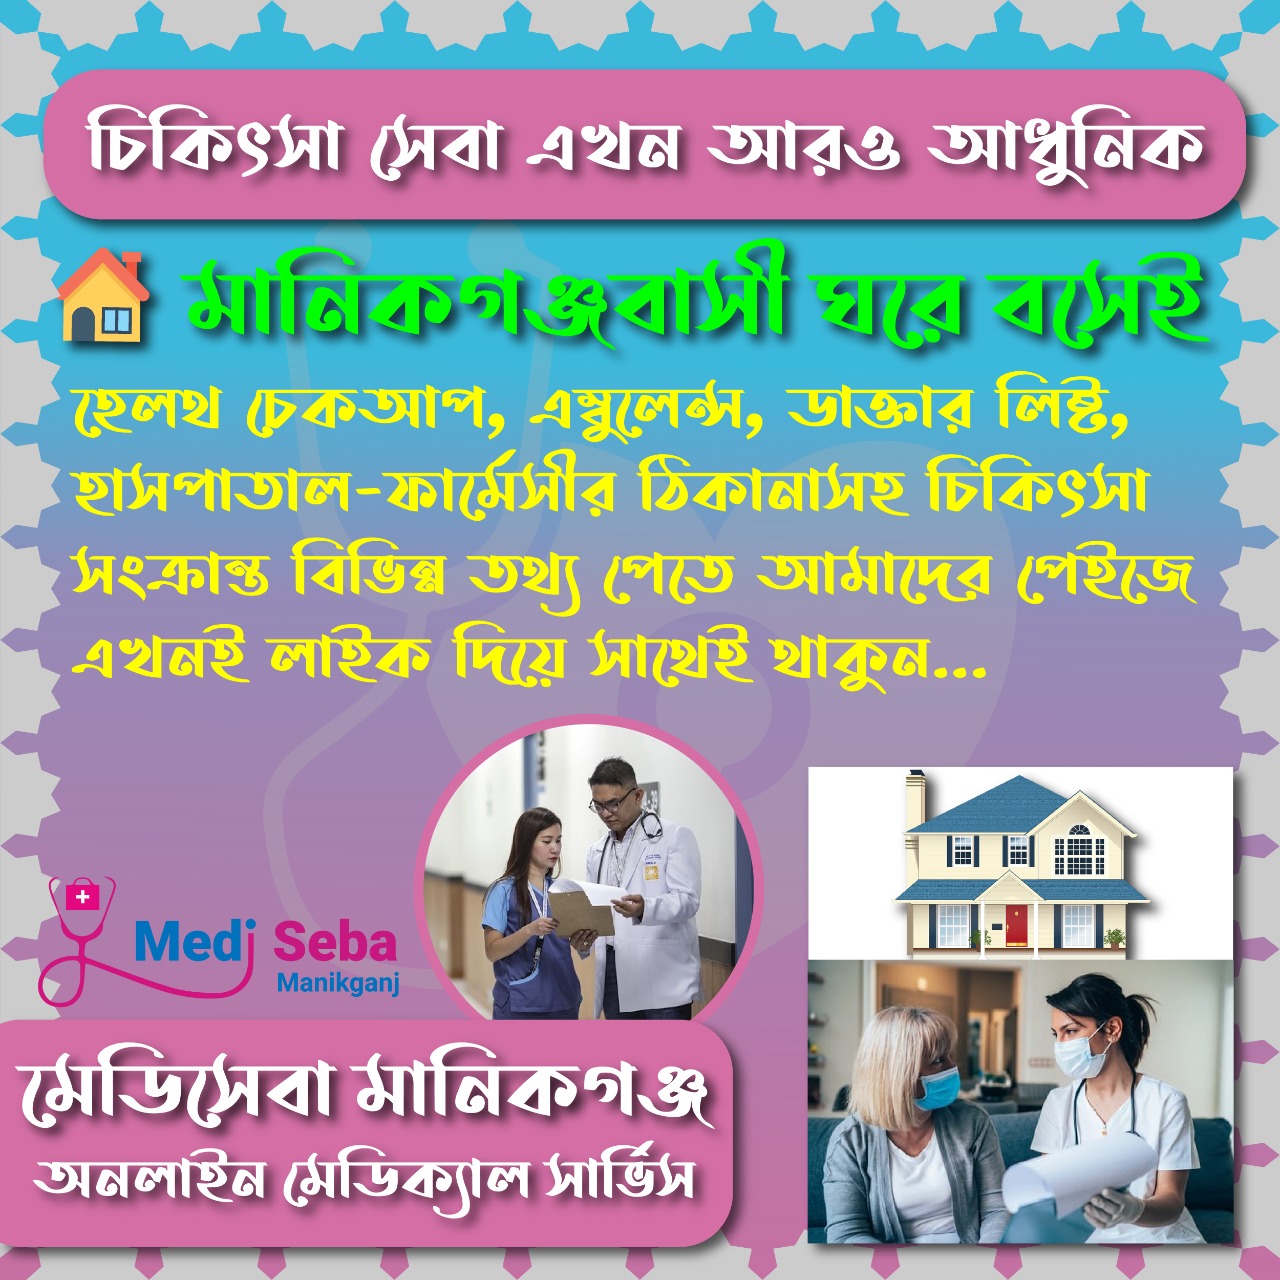 চিকিৎসা সেবা এখন আরও আধুনিক
মানিকগঞ্জবাসী ঘরে বসেই
হেলথ চেকআপ, এম্বুলেন্স, ডাক্তার লিষ্ট,
হাসপাতাল-ফার্মেসীর ঠিকানাসহ চিকিৎসা
সংক্রান্ত বিভিন্ন তথ্য পেতে আমাদের পেইজে
এখনই লাইক দিয়ে সাথেই থাকুন...
Medi Seba
Manikganj
মেডিসেবা মানিকগঞ্জ
অনলাইন মেডিক্যাল সার্ভিস